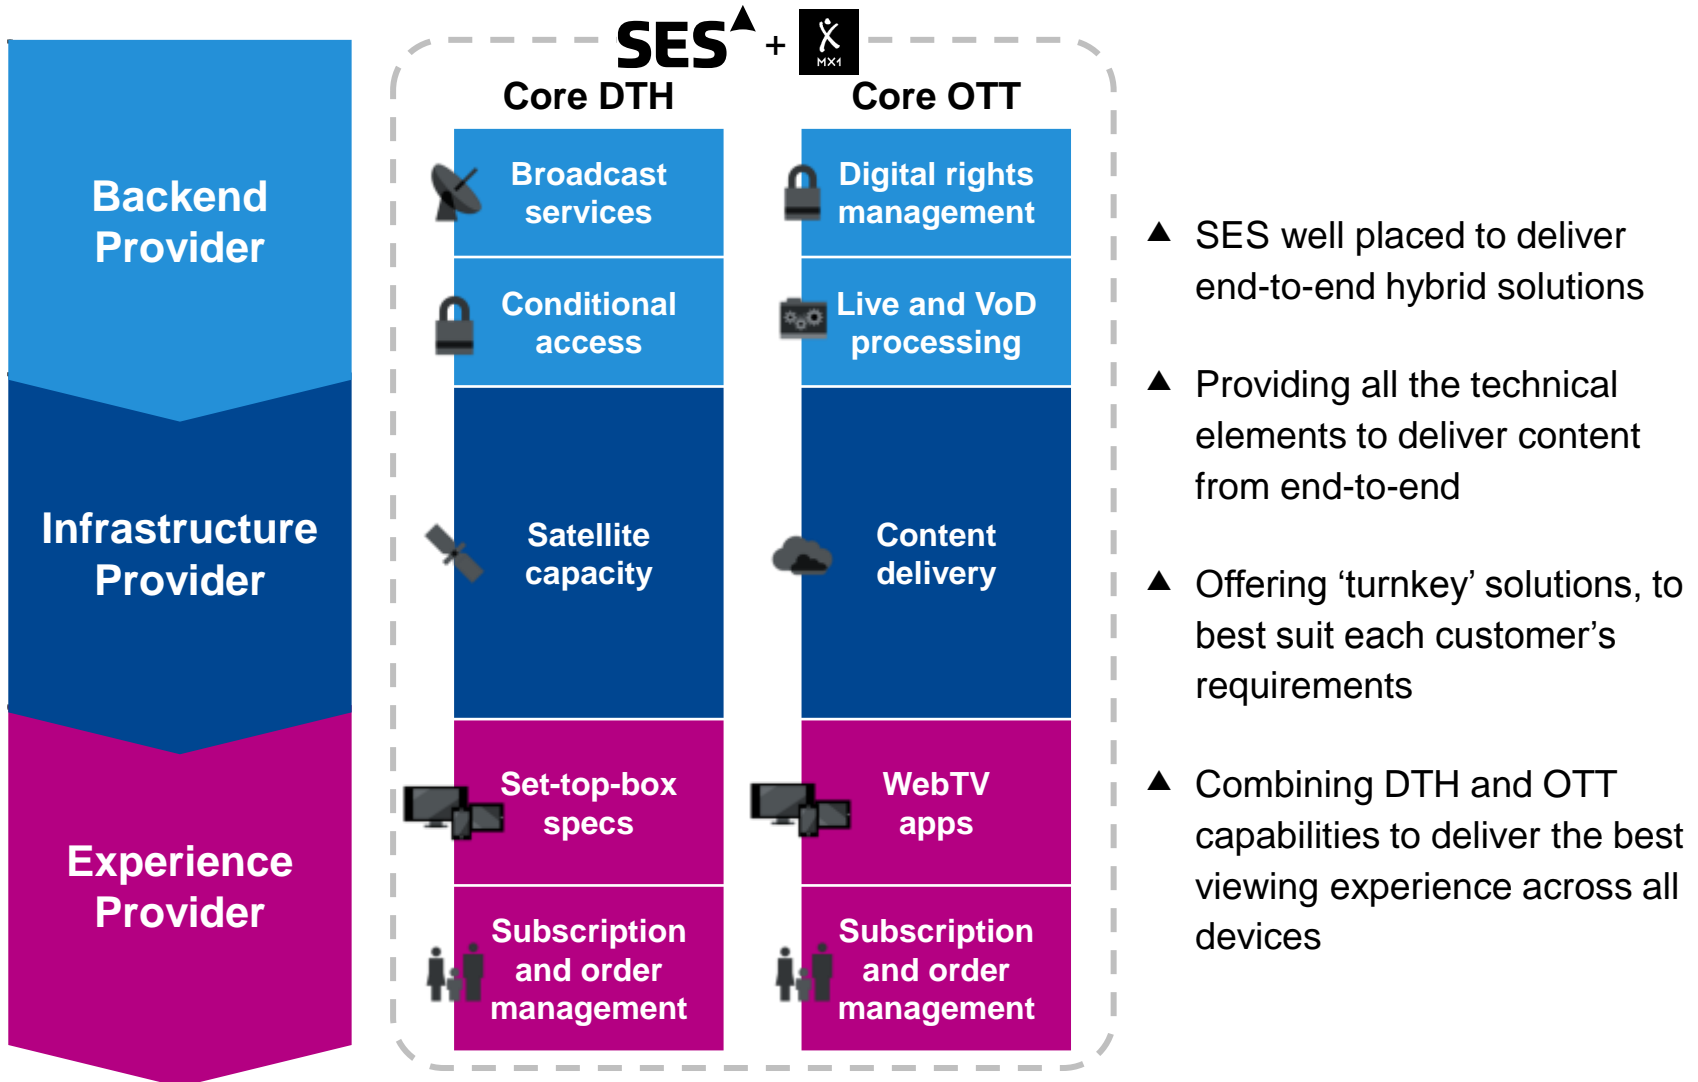 SES + MX1
Core DTH
Core OTT
Backend
Provider
Broadcast
services
Digital rights
management
Conditional
access
Live and VoD
processing
Infrastructure
Provider
Satellite
capacity
Content
delivery
Experience
Provider
Set-top-box
specs
WebTV
apps
Subscription
and order
management
Subscription
and order
management
▲ SES well placed to deliver
end-to-end hybrid solutions
▲ Providing all the technical
elements to deliver content
from end-to-end
▲ Offering ‘turnkey’ solutions, to
best suit each customer’s
requirements
▲ Combining DTH and OTT
capabilities to deliver the best
viewing experience across all
devices